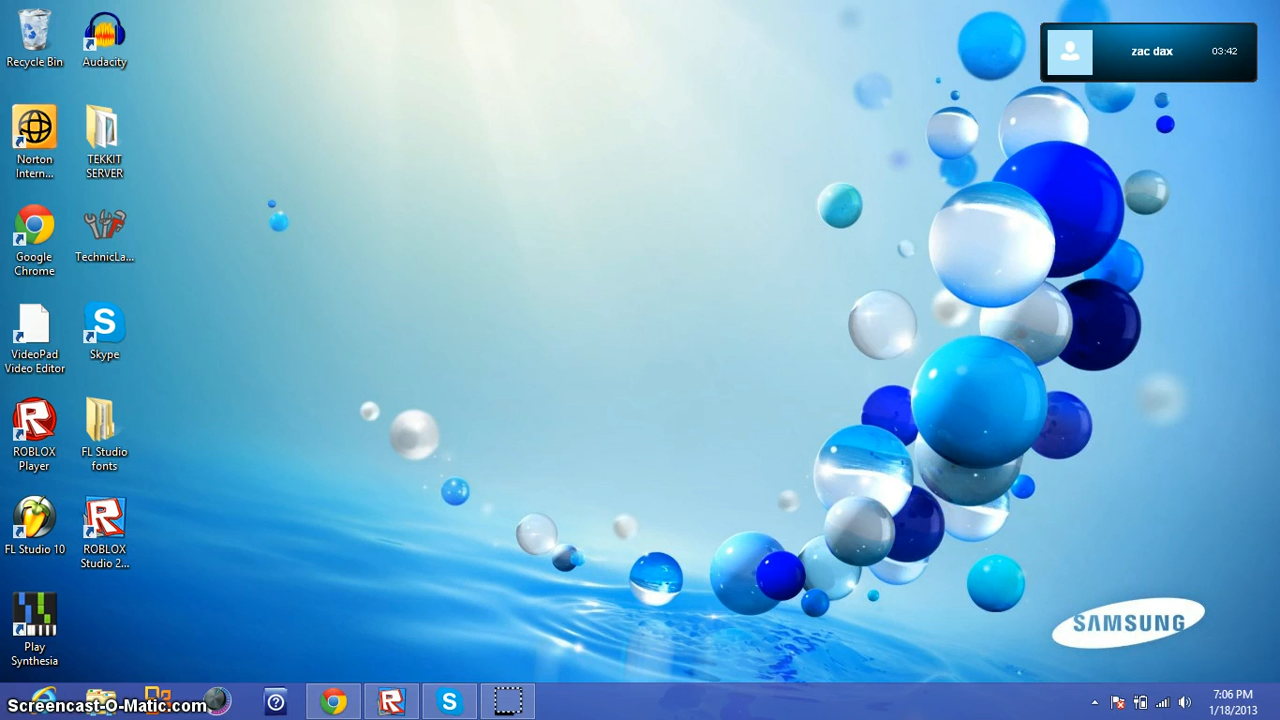 Recycle Bin
Audacity
Norton
Intern...
TEKKIT
SERVER
Google
Chrome
TechnicLa...
VideoPad
Video Editor
S
Skype
R
ROBLOX
Player
FL Studio
fonts
FL Studio 10
R
ROBLOX
Studio 2...
Play
Synthesia
zac dax
03:42
SAMSUNG
Screencast-O-Matic.com
?
R
S
7:06 PM
1/18/2013